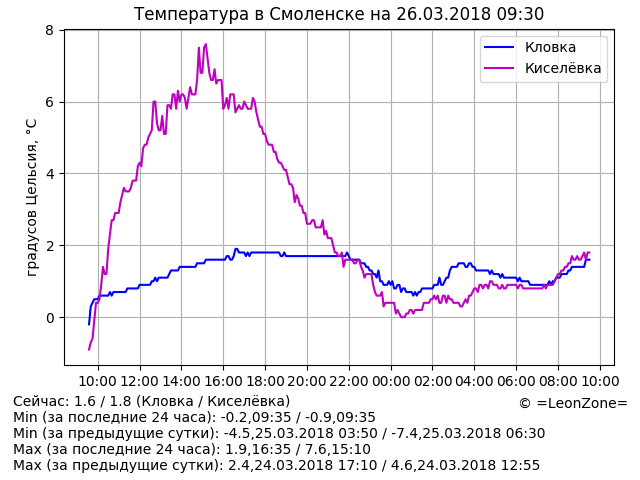 Температура в Смоленске на 26.03.2018 09:30
Кловка
Киселёвка
градусов Цельсия, °C
8
6
4
2
0
10:00 12:00 14:00 16:00 18:00 20:00 22:00 00:00 02:00 04:00 06:00 08:00 10:00
Сейчас: 1.6 / 1.8 (Кловка / Киселёвка)
© =LeonZone=
Min (за последние 24 часа): -0.2,09:35 / -0.9,09:35
Min (за предыдущие сутки): -4.5,25.03.2018 03:50 / -7.4,25.03.2018 06:30
Max (за последние 24 часа): 1.9,16:35 / 7.6,15:10
Max (за предыдущие сутки): 2.4,24.03.2018 17:10 / 4.6,24.03.2018 12:55